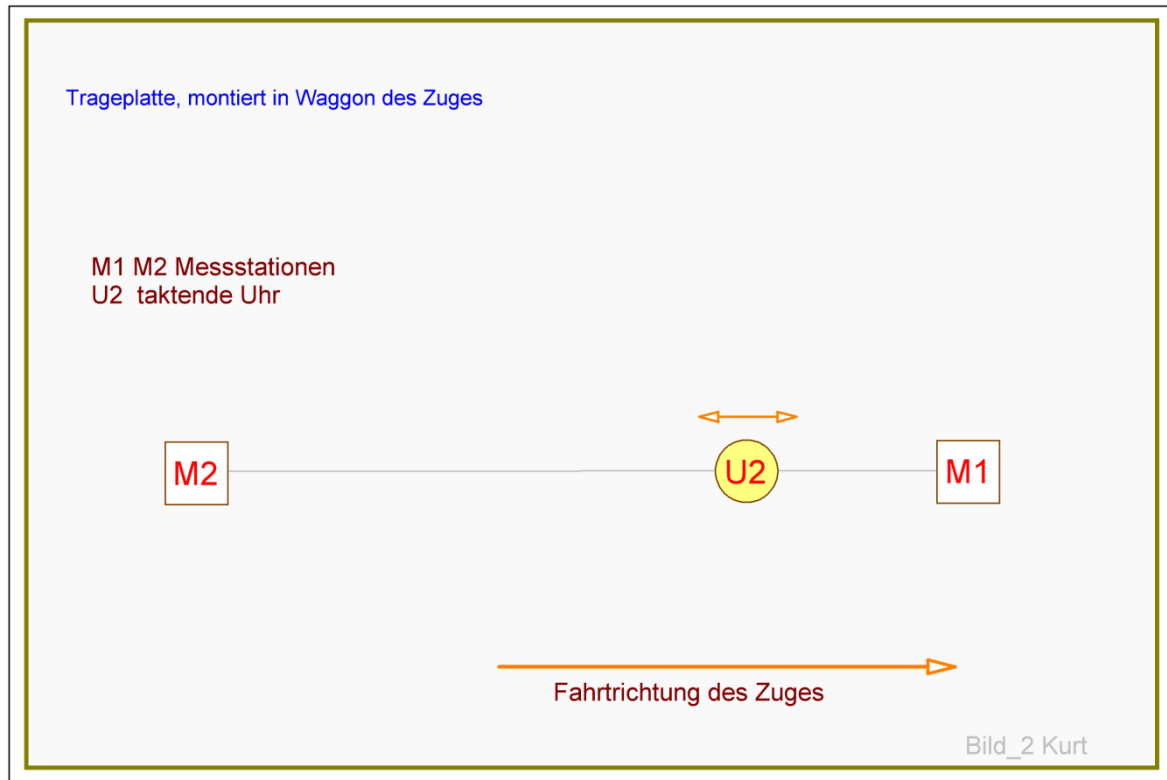 Trageplatte, montiert in Waggon des Zuges
M1 M2 Messstationen
U2 taktende Uhr
M2
U2
M1
Fahrtrichtung des Zuges
Bild_2 Kurt